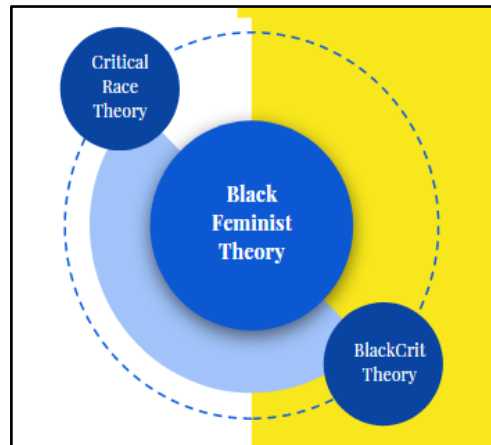 Critical
Race
Theory
Black
Feminist
Theory
BlackCrit
Theory